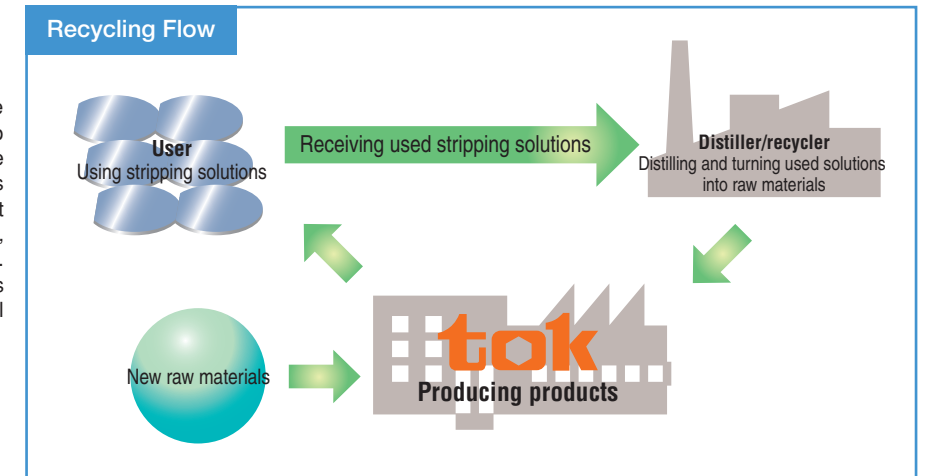 Recycling Flow
User
Using stripping solutions
Receiving used stripping solutions
Distiller/recycler
Distilling and turning used solutions
into raw materials
New raw materials
tok
Producing products